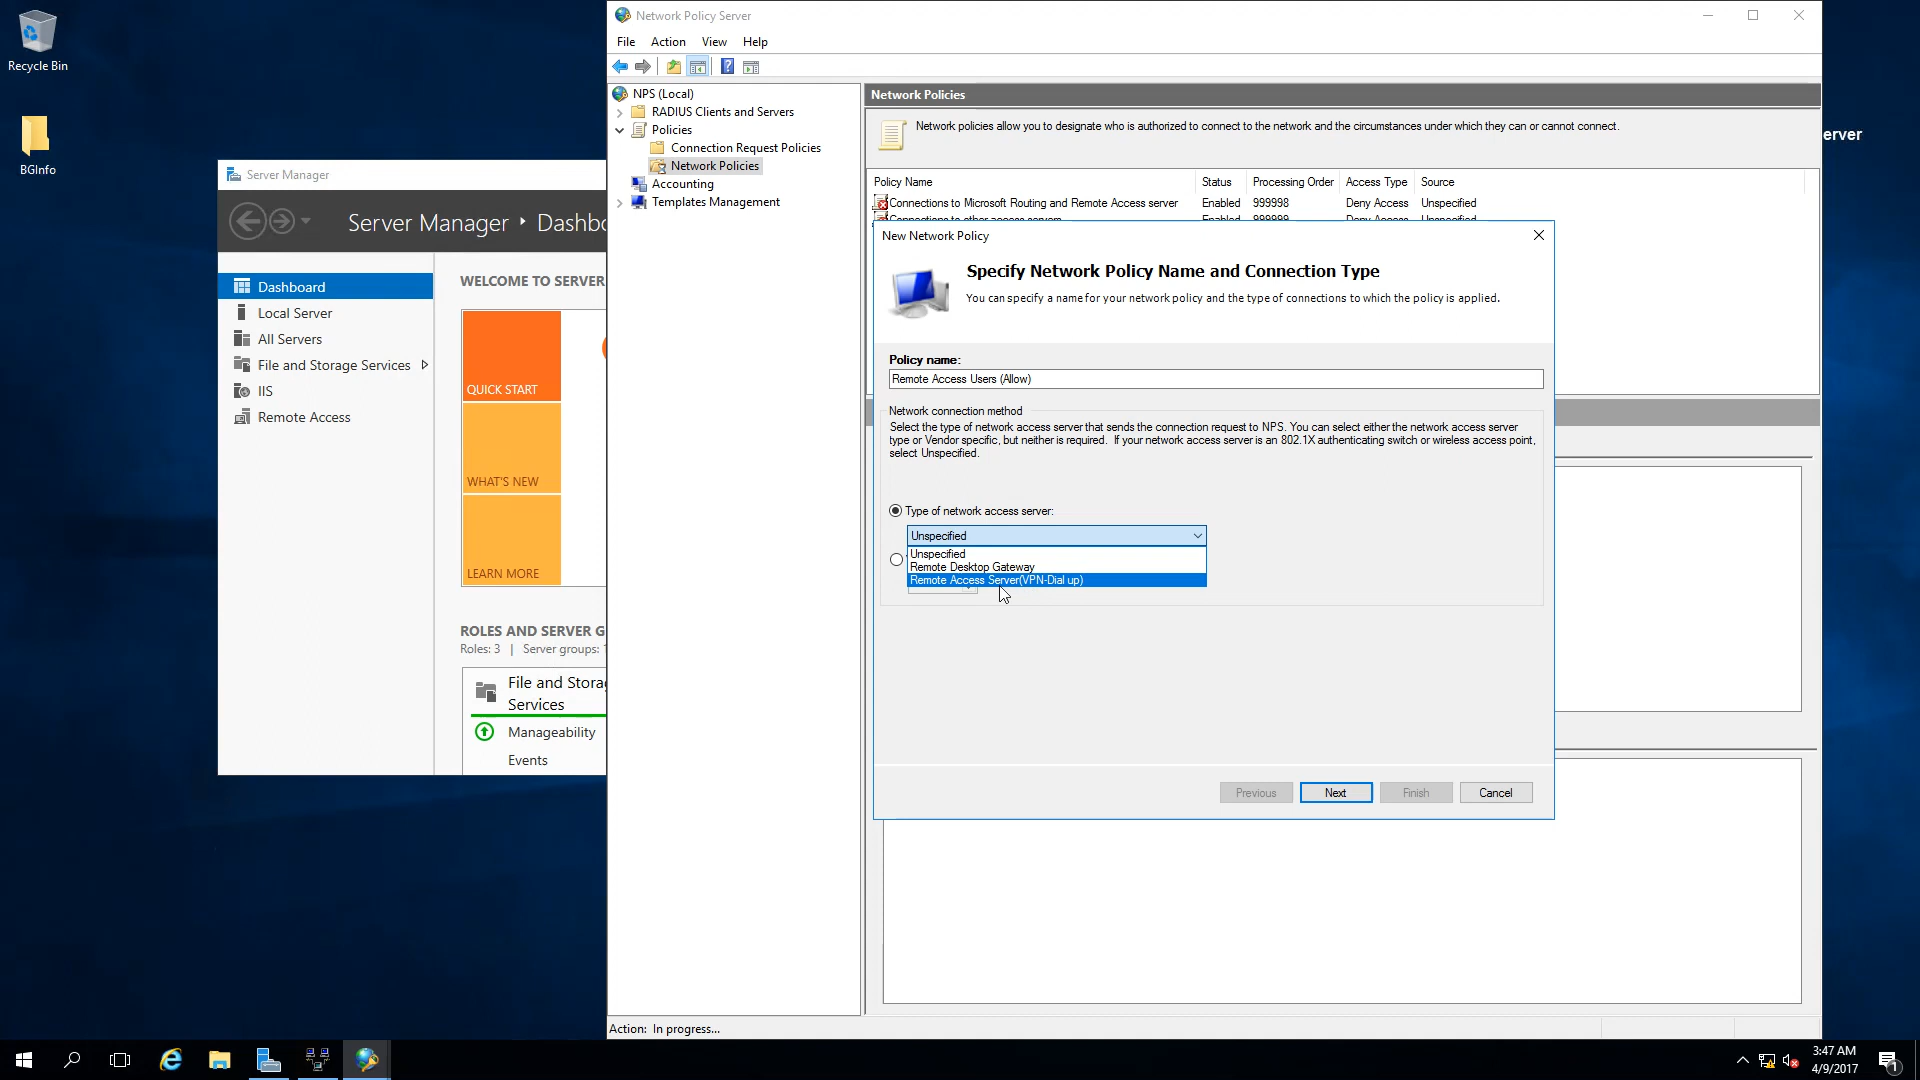 Recycle Bin
BGInfo
Server Manager
Server Manager
Dashbo
Dashboard
Local Server
All Servers
File and Storage Services
IIS
Remote Access
WELCOME TO SERVER
QUICK START
WHAT'S NEW
LEARN MORE
ROLES AND SERVER G
Roles: 3 | Server groups:
File and Storag
Services
Manageability
Events
Network Policy Server
File Action View Help
NPS (Local)
RADIUS Clients and Servers
Policies
Connection Request Policies
Network Policies
Accounting
Templates Management
Network Policies
Network policies allow you to designate who is authorized to connect to the network and the circumstances under which they can or cannot connect.
Policy Name Status Processing Order Access Type Source
Connections to Microsoft Routing and Remote Access server Enabled 999998 Deny Access Unspecified
Connections to other access servers Enabled 999999 Deny Access Unspecified
New Network Policy
Specify Network Policy Name and Connection Type
You can specify a name for your network policy and the type of connections to which the policy is applied.
Policy name:
Remote Access Users (Allow)
Network connection method
Select the type of network access server that sends the connection request to NPS. You can select either the network access server
type or Vendor specific, but neither is required. If your network access server is an 802.1X authenticating switch or wireless access point,
select Unspecified.
Type of network access server:
Unspecified
Unspecified
Remote Desktop Gateway
Remote Access Server(VPN-Dial up)
Previous Next Finish Cancel
Action: In progress...
erver
3:47 AM
4/9/2017
1